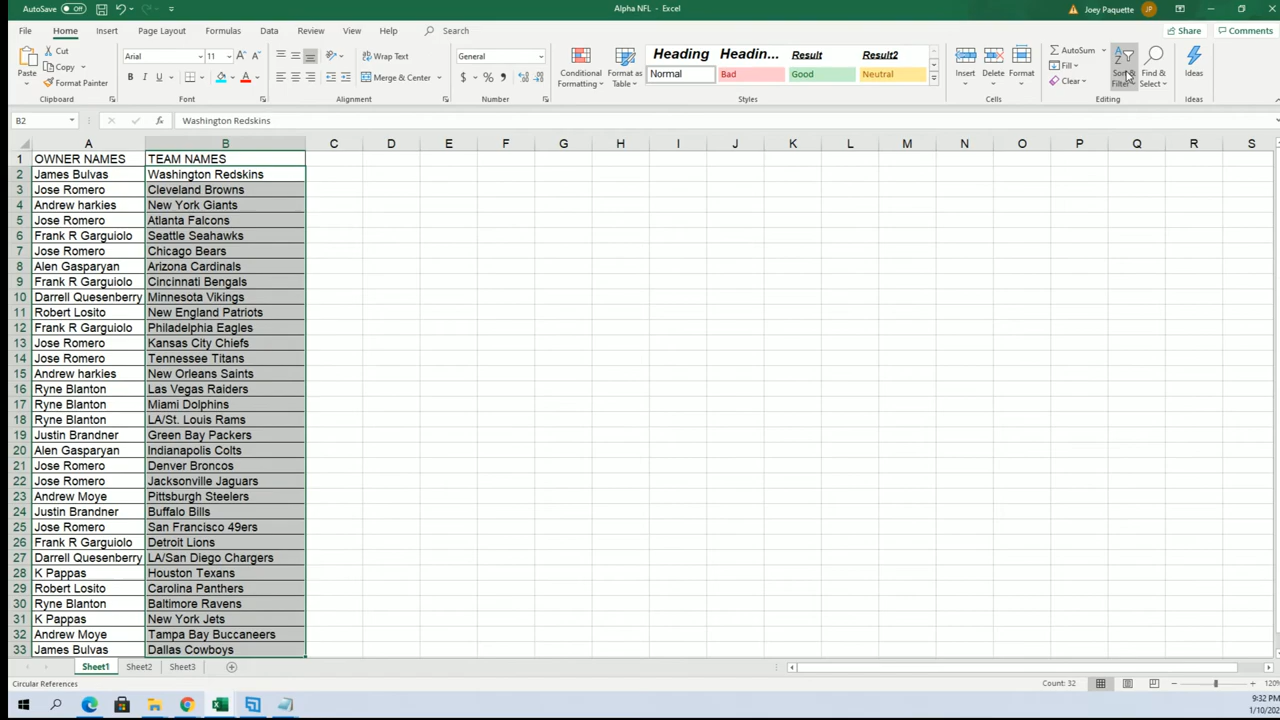 AutoSave Off
Alpha NFL - Excel
Joey Paquette JP
File Home Insert Page Layout Formulas Data Review View Help Search
Share Comments
Paste
Cut
Copy
Format Painter
Clipboard
Arial 11
B I U
Font
Wrap Text
Merge & Center
Alignment
General
$ % ,
Number
Conditional Formatting
Format as Table
Heading Headin... Result Result2
Normal Bad Good Neutral
Styles
Insert Delete Format
Cells
AutoSum
Fill
Clear
Sort & Filter
Find & Select
Editing
Ideas
Ideas
B2 fx Washington Redskins
A B C D E F G H I J K L M N O P Q R S
1 OWNER NAMES TEAM NAMES
2 James Bulvas Washington Redskins
3 Jose Romero Cleveland Browns
4 Andrew harkies New York Giants
5 Jose Romero Atlanta Falcons
6 Frank R Garguiolo Seattle Seahawks
7 Jose Romero Chicago Bears
8 Alen Gasparyan Arizona Cardinals
9 Frank R Garguiolo Cincinnati Bengals
10 Darrell Quesenberry Minnesota Vikings
11 Robert Losito New England Patriots
12 Frank R Garguiolo Philadelphia Eagles
13 Jose Romero Kansas City Chiefs
14 Jose Romero Tennessee Titans
15 Andrew harkies New Orleans Saints
16 Ryne Blanton Las Vegas Raiders
17 Ryne Blanton Miami Dolphins
18 Ryne Blanton LA/St. Louis Rams
19 Justin Brandner Green Bay Packers
20 Alen Gasparyan Indianapolis Colts
21 Jose Romero Denver Broncos
22 Jose Romero Jacksonville Jaguars
23 Andrew Moye Pittsburgh Steelers
24 Justin Brandner Buffalo Bills
25 Jose Romero San Francisco 49ers
26 Frank R Garguiolo Detroit Lions
27 Darrell Quesenberry LA/San Diego Chargers
28 K Pappas Houston Texans
29 Robert Losito Carolina Panthers
30 Ryne Blanton Baltimore Ravens
31 K Pappas New York Jets
32 Andrew Moye Tampa Bay Buccaneers
33 James Bulvas Dallas Cowboys
Sheet1 Sheet2 Sheet3
Circular References Count: 32 120%
9:32 PM
1/10/202